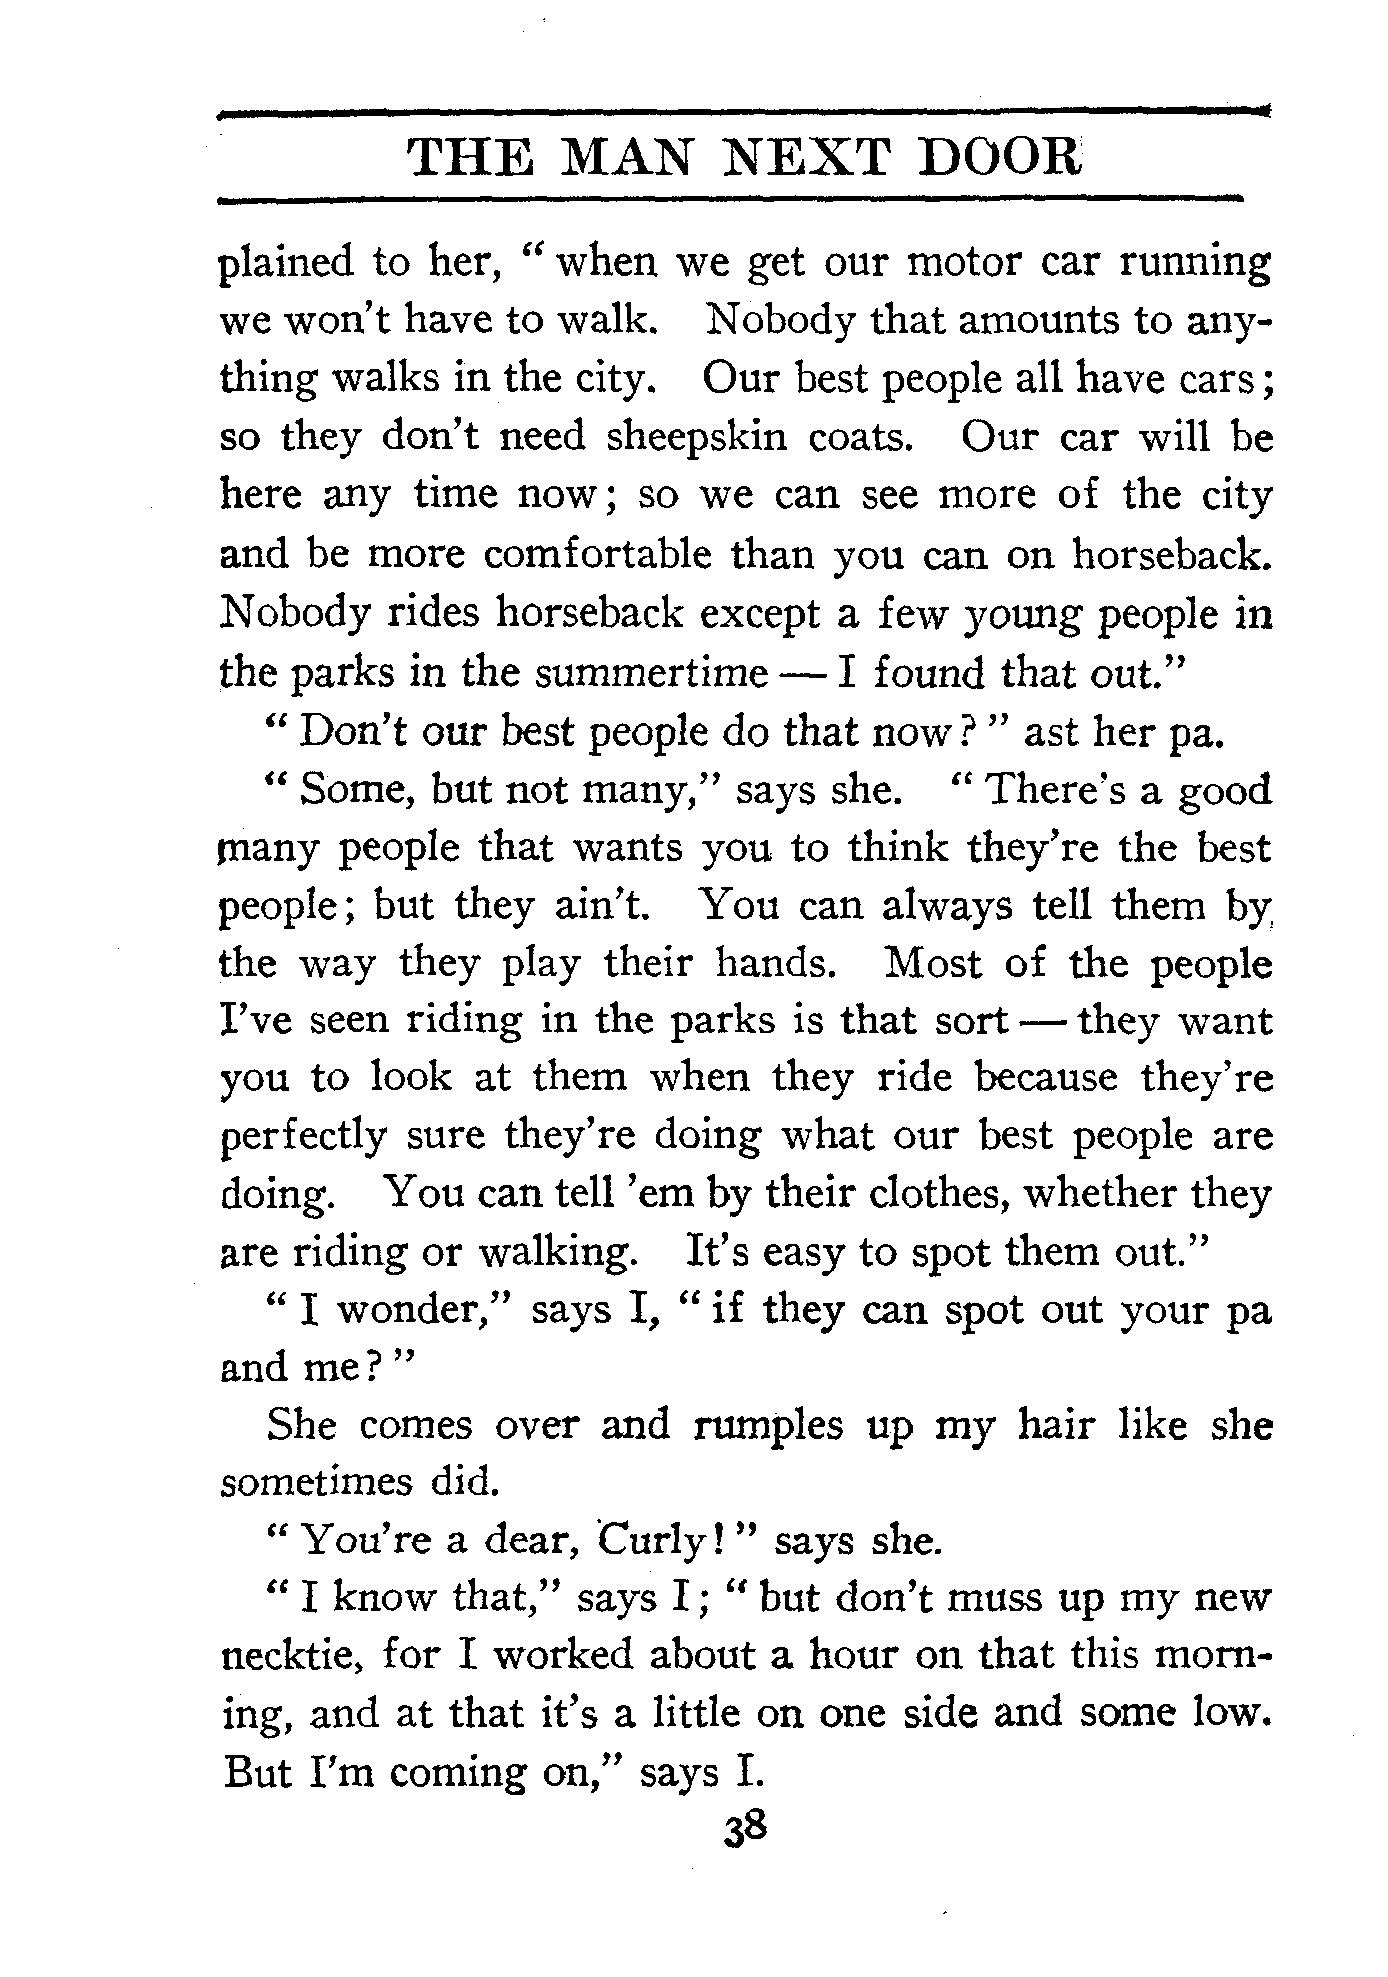 THE MAN NEXT DOOR
plained to her, “ when we get our motor car running
we won’t have to walk. Nobody that amounts to any-
thing walks in the city. Our best people all have cars;
so they don’t need sheepskin coats. Our car will be
here any time now; so we can see more of the city
and be more comfortable than you can on horseback.
Nobody rides horseback except a few young people in
the parks in the summertime — I found that out.”
“ Don’t our best people do that now? ” ast her pa.
“ Some, but not many,” says she. “ There’s a good
many people that wants you to think they’re the best
people; but they ain’t. You can always tell them by
the way they play their hands. Most of the people
I’ve seen riding in the parks is that sort — they want
you to look at them when they ride because they’re
perfectly sure they’re doing what our best people are
doing. You can tell ’em by their clothes, whether they
are riding or walking. It’s easy to spot them out.”
“ I wonder,” says I, “ if they can spot out your pa
and me? ”
She comes over and rumples up my hair like she
sometimes did.
“ You’re a dear, Curly! ” says she.
“ I know that,” says I; “ but don’t muss up my new
necktie, for I worked about a hour on that this morn-
ing, and at that it’s a little on one side and some low.
But I’m coming on,” says I.
38